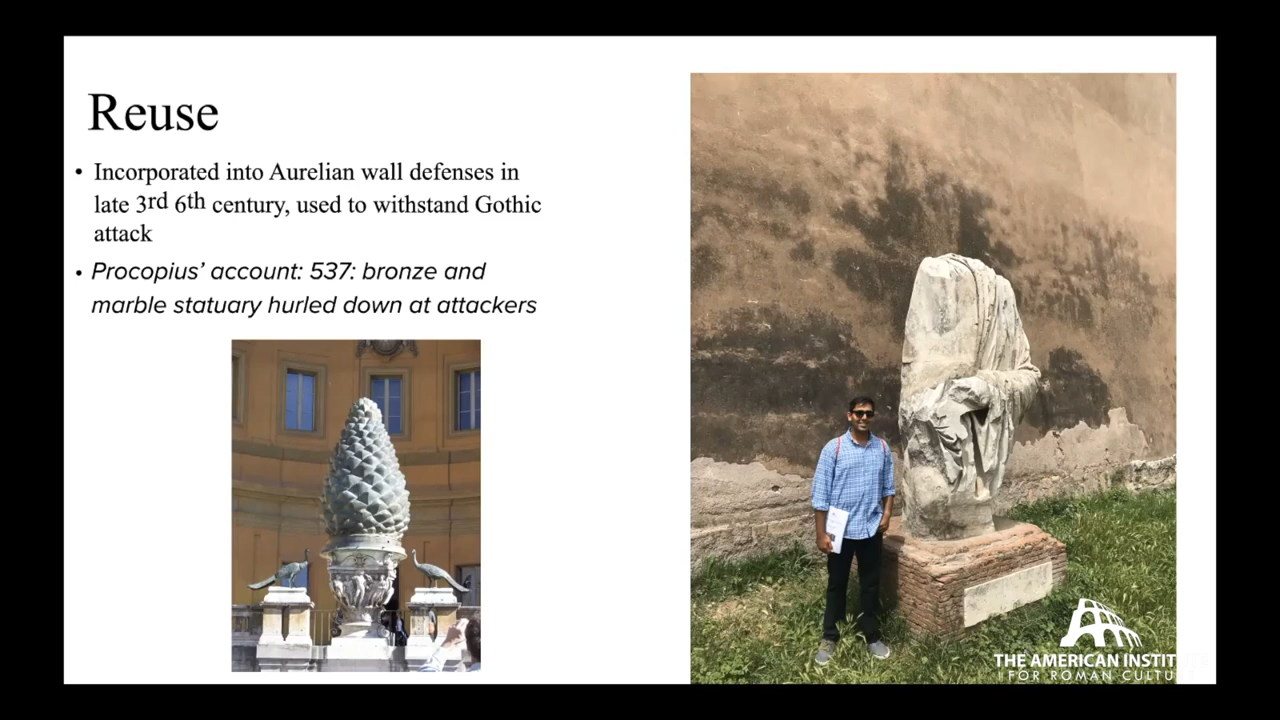 Reuse
• Incorporated into Aurelian wall defenses in
late 3rd 6th century, used to withstand Gothic
attack
• Procopius’ account: 537: bronze and
marble statuary hurled down at attackers
THE AMERICAN INSTIT
FOR ROMAN CULTU